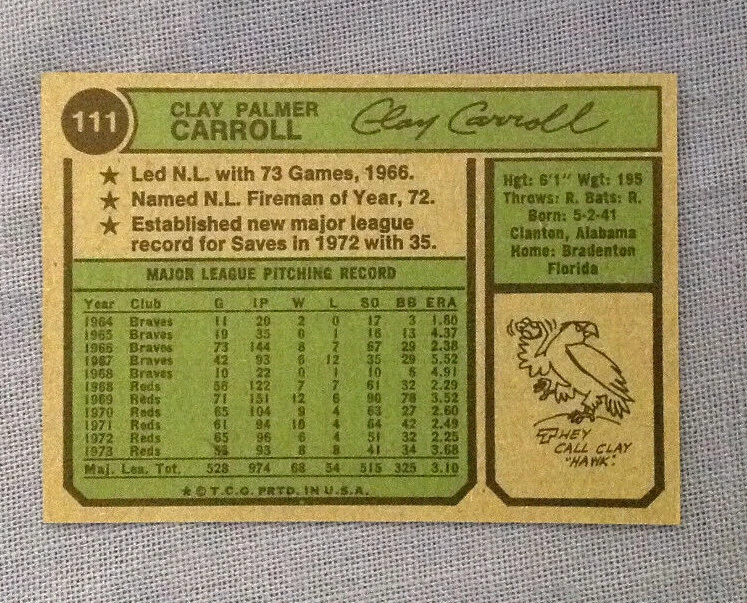 111
CLAY PALMER
CARROLL
Clay Carroll
★ Led N.L. with 73 Games, 1966.
★ Named N.L. Fireman of Year, 72.
★ Established new major league
record for Saves in 1972 with 35.
MAJOR LEAGUE PITCHING RECORD
Year Club G IP W L SO BB ERA
1964 Braves 11 20 2 0 17 3 1.80
1965 Braves 19 35 0 1 16 13 4.37
1966 Braves 73 144 8 7 67 29 2.38
1967 Braves 42 93 6 12 35 29 5.52
1968 Braves 10 22 0 1 10 6 4.91
1968 Reds 58 122 7 7 61 32 2.29
1969 Reds 71 151 12 6 90 78 3.52
1970 Reds 65 104 9 4 63 27 2.60
1971 Reds 61 94 10 4 64 42 2.49
1972 Reds 65 96 6 4 51 32 2.25
1973 Reds 93 8 8 41 34 3.68
Maj. Lea. Tot. 528 974 68 54 515 325 3.10
★ © T.C.G. PRTD. IN U.S.A.
Hgt: 6'1" Wgt: 195
Throws: R. Bats: R.
Born: 5-2-41
Clanton, Alabama
Home: Bradenton
Florida
THEY
CALL CLAY
"HAWK".